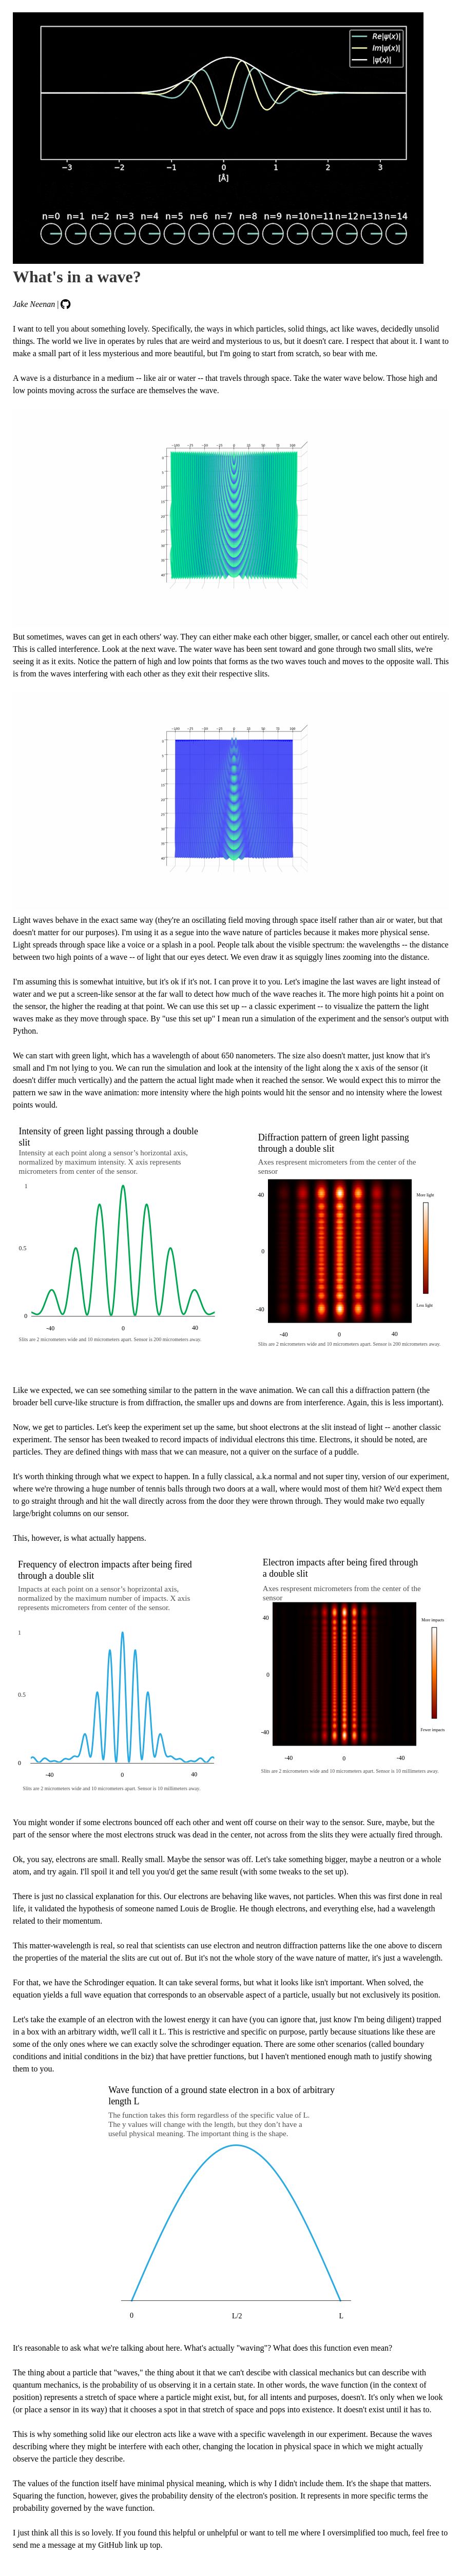 Re|ψ(x)|
Im|ψ(x)|
|ψ(x)|
−3 −2 −1 0 1 2 3
[Å]
n=0 n=1 n=2 n=3 n=4 n=5 n=6 n=7 n=8 n=9 n=10 n=11 n=12 n=13 n=14
What's in a wave?
Jake Neenan |
I want to tell you about something lovely. Specifically, the ways in which particles, solid things, act like waves, decidedly unsolid
things. The world we live in operates by rules that are weird and mysterious to us, but it doesn't care. I respect that about it. I want to
make a small part of it less mysterious and more beautiful, but I'm going to start from scratch, so bear with me.
A wave is a disturbance in a medium -- like air or water -- that travels through space. Take the water wave below. Those high and
low points moving across the surface are themselves the wave.
−100 −75 −50 −25 0 25 50 75 100
0
5
10
15
20
25
30
35
40
But sometimes, waves can get in each others' way. They can either make each other bigger, smaller, or cancel each other out entirely.
This is called interference. Look at the next wave. The water wave has been sent toward and gone through two small slits, we're
seeing it as it exits. Notice the pattern of high and low points that forms as the two waves touch and moves to the opposite wall. This
is from the waves interfering with each other as they exit their respective slits.
−100 −75 −50 −25 0 25 50 75 100
0
5
10
15
20
25
30
35
40
Light waves behave in the exact same way (they're an oscillating field moving through space itself rather than air or water, but that
doesn't matter for our purposes). I'm using it as a segue into the wave nature of particles because it makes more physical sense.
Light spreads through space like a voice or a splash in a pool. People talk about the visible spectrum: the wavelengths -- the distance
between two high points of a wave -- of light that our eyes detect. We even draw it as squiggly lines zooming into the distance.
I'm assuming this is somewhat intuitive, but it's ok if it's not. I can prove it to you. Let's imagine the last waves are light instead of
water and we put a screen-like sensor at the far wall to detect how much of the wave reaches it. The more high points hit a point on
the sensor, the higher the reading at that point. We can use this set up -- a classic experiment -- to visualize the pattern the light
waves make as they move through space. By "use this set up" I mean run a simulation of the experiment and the sensor's output with
Python.
We can start with green light, which has a wavelength of about 650 nanometers. The size also doesn't matter, just know that it's
small and I'm not lying to you. We can run the simulation and look at the intensity of the light along the x axis of the sensor (it
doesn't differ much vertically) and the pattern the actual light made when it reached the sensor. We would expect this to mirror the
pattern we saw in the wave animation: more intensity where the high points would hit the sensor and no intensity where the lowest
points would.
Intensity of green light passing through a double
slit
Intensity at each point along a sensor’s horizontal axis,
normalized by maximum intensity. X axis represents
micrometers from center of the sensor.
1
0.5
0
-40 0 40
Slits are 2 micrometers wide and 10 micrometers apart. Sensor is 200 micrometers away.
Diffraction pattern of green light passing
through a double slit
Axes respresent micrometers from the center of the
sensor
40
0
-40
-40 0 40
More light
Less light
Slits are 2 micrometers wide and 10 micrometers apart. Sensor is 200 micrometers away.
Like we expected, we can see something similar to the pattern in the wave animation. We can call this a diffraction pattern (the
broader bell curve-like structure is from diffraction, the smaller ups and downs are from interference. Again, this is less important).
Now, we get to particles. Let's keep the experiment set up the same, but shoot electrons at the slit instead of light -- another classic
experiment. The sensor has been tweaked to record impacts of individual electrons this time. Electrons, it should be noted, are
particles. They are defined things with mass that we can measure, not a quiver on the surface of a puddle.
It's worth thinking through what we expect to happen. In a fully classical, a.k.a normal and not super tiny, version of our experiment,
where we're throwing a huge number of tennis balls through two doors at a wall, where would most of them hit? We'd expect them
to go straight through and hit the wall directly across from the door they were thrown through. They would make two equally
large/bright columns on our sensor.
This, however, is what actually happens.
Frequency of electron impacts after being fired
through a double slit
Impacts at each point on a sensor’s hoprizontal axis,
normalized by the maximum number of impacts. X axis
represents micrometers from center of the sensor.
1
0.5
0
-40 0 40
Slits are 2 micrometers wide and 10 micrometers apart. Sensor is 10 millimeters away.
Electron impacts after being fired through
a double slit
Axes respresent micrometers from the center of the
sensor
40
0
-40
-40 0 -40
More impacts
Fewer impacts
Slits are 2 micrometers wide and 10 micrometers apart. Sensor is 10 millimeters away.
You might wonder if some electrons bounced off each other and went off course on their way to the sensor. Sure, maybe, but the
part of the sensor where the most electrons struck was dead in the center, not across from the slits they were actually fired through.
Ok, you say, electrons are small. Really small. Maybe the sensor was off. Let's take something bigger, maybe a neutron or a whole
atom, and try again. I'll spoil it and tell you you'd get the same result (with some tweaks to the set up).
There is just no classical explanation for this. Our electrons are behaving like waves, not particles. When this was first done in real
life, it validated the hypothesis of someone named Louis de Broglie. He though electrons, and everything else, had a wavelength
related to their momentum.
This matter-wavelength is real, so real that scientists can use electron and neutron diffraction patterns like the one above to discern
the properties of the material the slits are cut out of. But it's not the whole story of the wave nature of matter, it's just a wavelength.
For that, we have the Schrodinger equation. It can take several forms, but what it looks like isn't important. When solved, the
equation yields a full wave equation that corresponds to an observable aspect of a particle, usually but not exclusively its position.
Let's take the example of an electron with the lowest energy it can have (you can ignore that, just know I'm being diligent) trapped
in a box with an arbitrary width, we'll call it L. This is restrictive and specific on purpose, partly because situations like these are
some of the only ones where we can exactly solve the schrodinger equation. There are some other scenarios (called boundary
conditions and initial conditions in the biz) that have prettier functions, but I haven't mentioned enough math to justify showing
them to you.
Wave function of a ground state electron in a box of arbitrary
length L
The function takes this form regardless of the specific value of L.
The y values will change with the length, but they don’t have a
useful physical meaning. The important thing is the shape.
0 L/2 L
It's reasonable to ask what we're talking about here. What's actually "waving"? What does this function even mean?
The thing about a particle that "waves," the thing about it that we can't descibe with classical mechanics but can describe with
quantum mechanics, is the probability of us observing it in a certain state. In other words, the wave function (in the context of
position) represents a stretch of space where a particle might exist, but, for all intents and purposes, doesn't. It's only when we look
(or place a sensor in its way) that it chooses a spot in that stretch of space and pops into existence. It doesn't exist until it has to.
This is why something solid like our electron acts like a wave with a specific wavelength in our experiment. Because the waves
describing where they might be interfere with each other, changing the location in physical space in which we might actually
observe the particle they describe.
The values of the function itself have minimal physical meaning, which is why I didn't include them. It's the shape that matters.
Squaring the function, however, gives the probability density of the electron's position. It represents in more specific terms the
probability governed by the wave function.
I just think all this is so lovely. If you found this helpful or unhelpful or want to tell me where I oversimplified too much, feel free to
send me a message at my GitHub link up top.